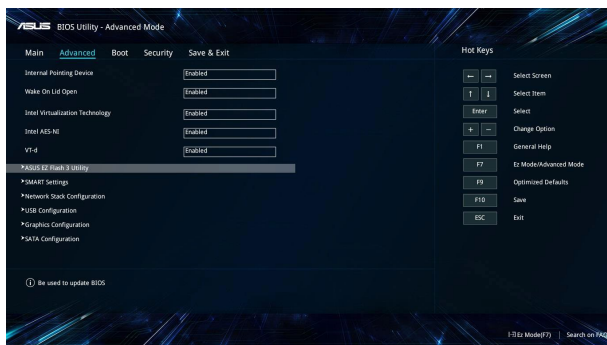 ASUS BIOS Utility - Advanced Mode
Main Advanced Boot Security Save & Exit
Internal Pointing Device Enabled
Wake On Lid Open Enabled
Intel Virtualization Technology Enabled
Intel AES-NI Enabled
VT-d Enabled
ASUS EZ Flash 3 Utility
SMART Settings
Network Stack Configuration
USB Configuration
Graphics Configuration
SATA Configuration
Be used to update BIOS
Hot Keys
← → Select Screen
↑ ↓ Select Item
Enter Select
+ − Change Option
F1 General Help
F7 Ez Mode/Advanced Mode
F9 Optimized Defaults
F10 Save
ESC Exit
Ez Mode(F7) | Search on FAQ